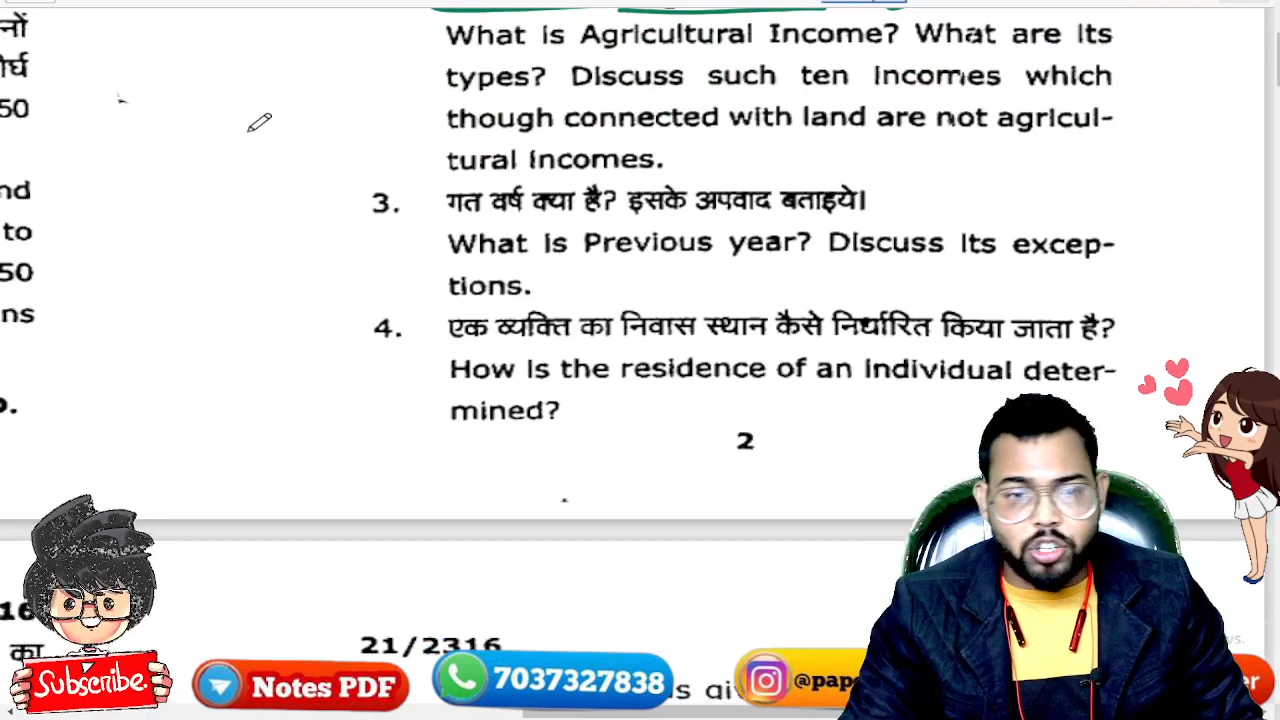 नों
50
nd
to
50
ns
What is Agricultural Income? What are its
types? Discuss such ten incomes which
though connected with land are not agricul-
tural incomes.
3. गत वर्ष क्या है? इसके अपवाद बताइये।
What is Previous year? Discuss its excep-
tions.
4. एक व्यक्ति का निवास स्थान कैसे निर्धारित किया जाता है?
How is the residence of an individual deter-
mined?
2
16
का
21/2316
Subscribe
Notes PDF
7037327838
@pap
er